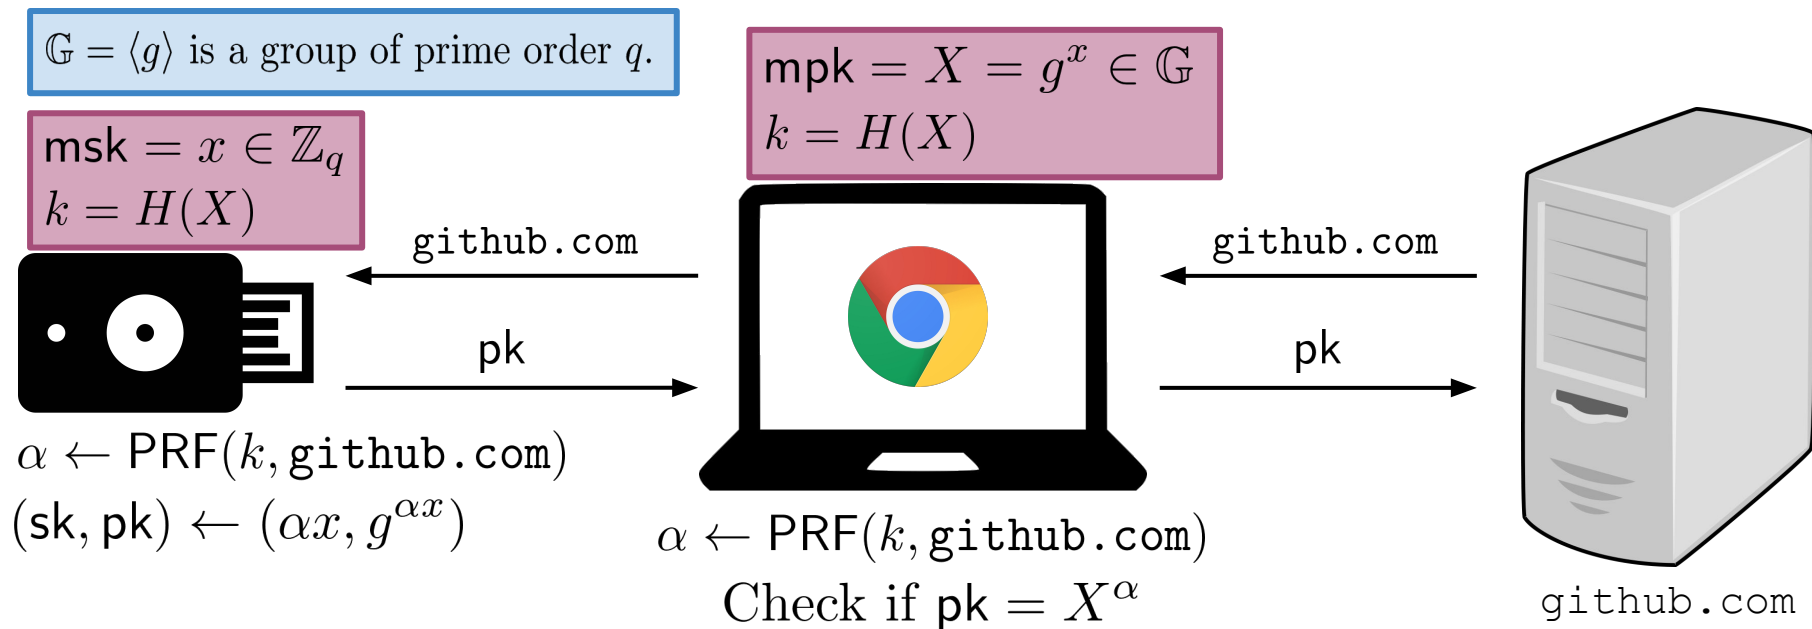 𝔾 = ⟨g⟩ is a group of prime order q.
mpk = X = g^x ∈ 𝔾
k = H(X)
msk = x ∈ ℤ_q
k = H(X)
github.com
github.com
pk
pk
α ← PRF(k, github.com)
(sk, pk) ← (αx, g^{αx})
α ← PRF(k, github.com)
Check if pk = X^α
github.com